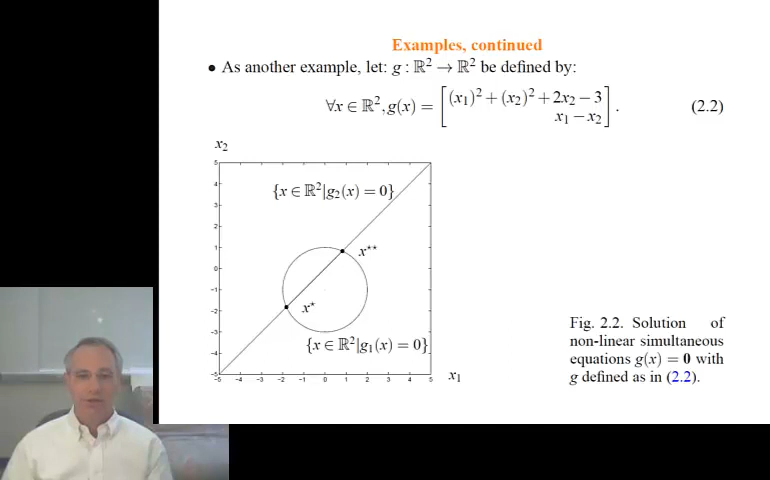 Examples, continued
• As another example, let: g : ℝ² → ℝ² be defined by:
∀x ∈ ℝ², g(x) = [(x₁)² + (x₂)² + 2x₂ − 3
x₁ − x₂] . (2.2)
x₂
5
{x ∈ ℝ²|g₂(x) = 0}
4
3
2
1
x⋆⋆
0
−1
−2
x⋆
−3
{x ∈ ℝ²|g₁(x) = 0}
−4
−5
-5 -4 -3 -2 -1 0 1 2 3 4 5 x₁
Fig. 2.2. Solution of
non-linear simultaneous
equations g(x) = 0 with
g defined as in (2.2).